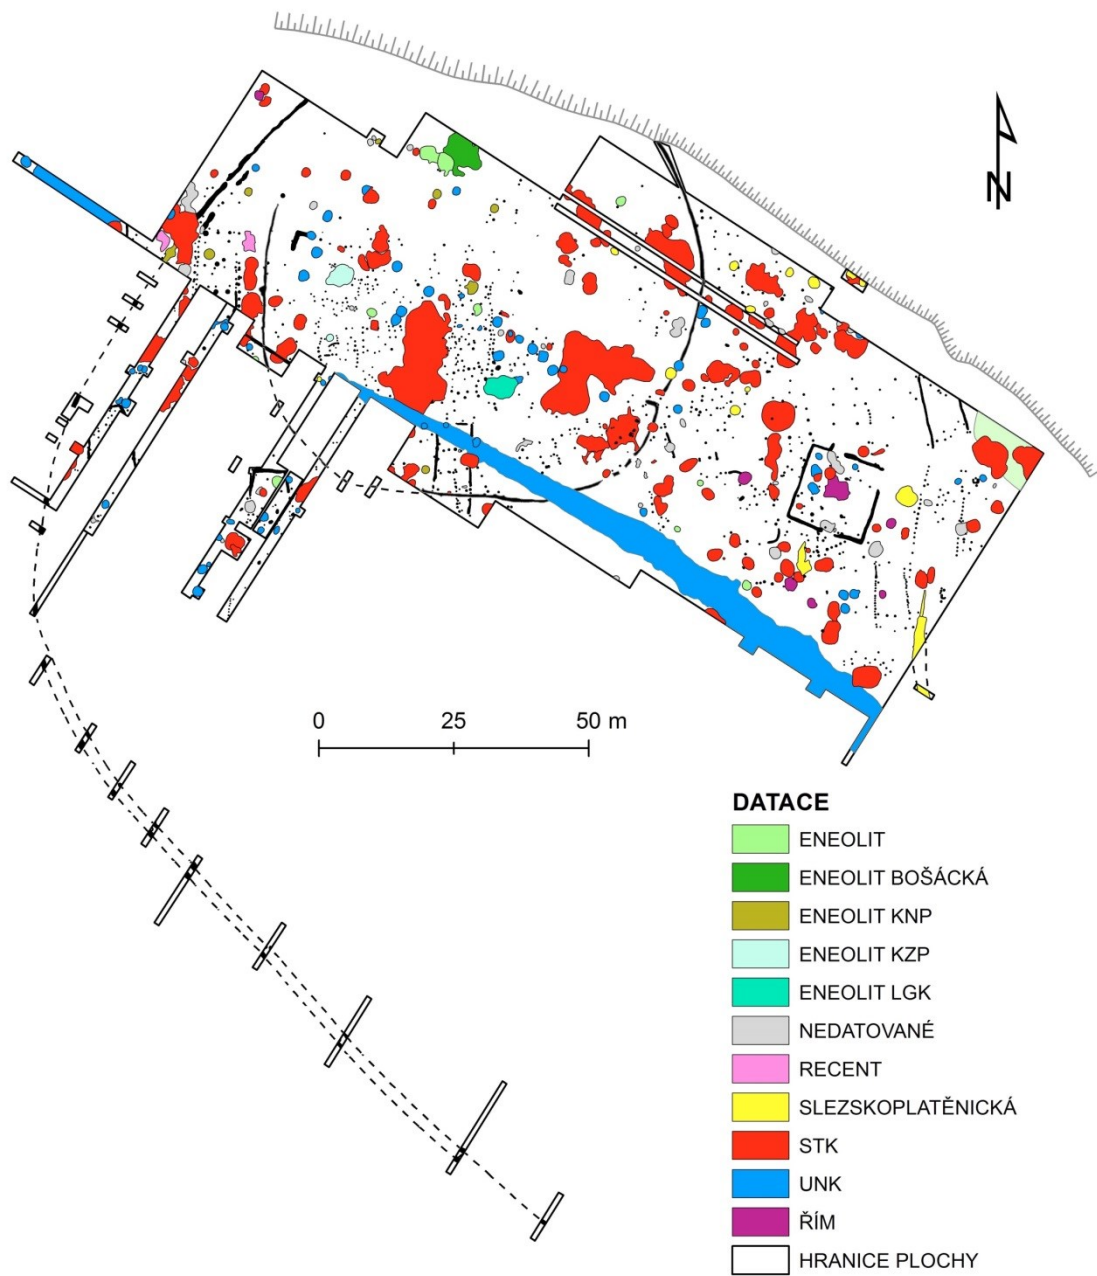 N
0 25 50 m
DATACE
ENEOLIT
ENEOLIT BOŠÁCKÁ
ENEOLIT KNP
ENEOLIT KZP
ENEOLIT LGK
NEDATOVANÉ
RECENT
SLEZSKOPLATĚNICKÁ
STK
UNK
ŘÍM
HRANICE PLOCHY